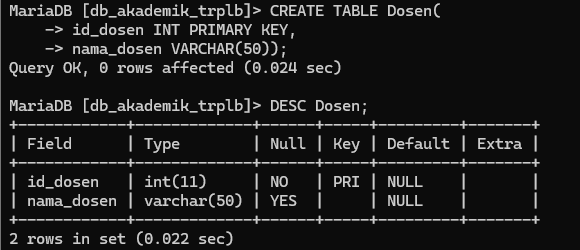 MariaDB [db_akademik_trplb]> CREATE TABLE Dosen(
    -> id_dosen INT PRIMARY KEY,
    -> nama_dosen VARCHAR(50));
Query OK, 0 rows affected (0.024 sec)

MariaDB [db_akademik_trplb]> DESC Dosen;
+------------+-------------+------+-----+---------+-------+
| Field      | Type        | Null | Key | Default | Extra |
+------------+-------------+------+-----+---------+-------+
| id_dosen   | int(11)     | NO   | PRI | NULL    |       |
| nama_dosen | varchar(50) | YES  |     | NULL    |       |
+------------+-------------+------+-----+---------+-------+
2 rows in set (0.022 sec)